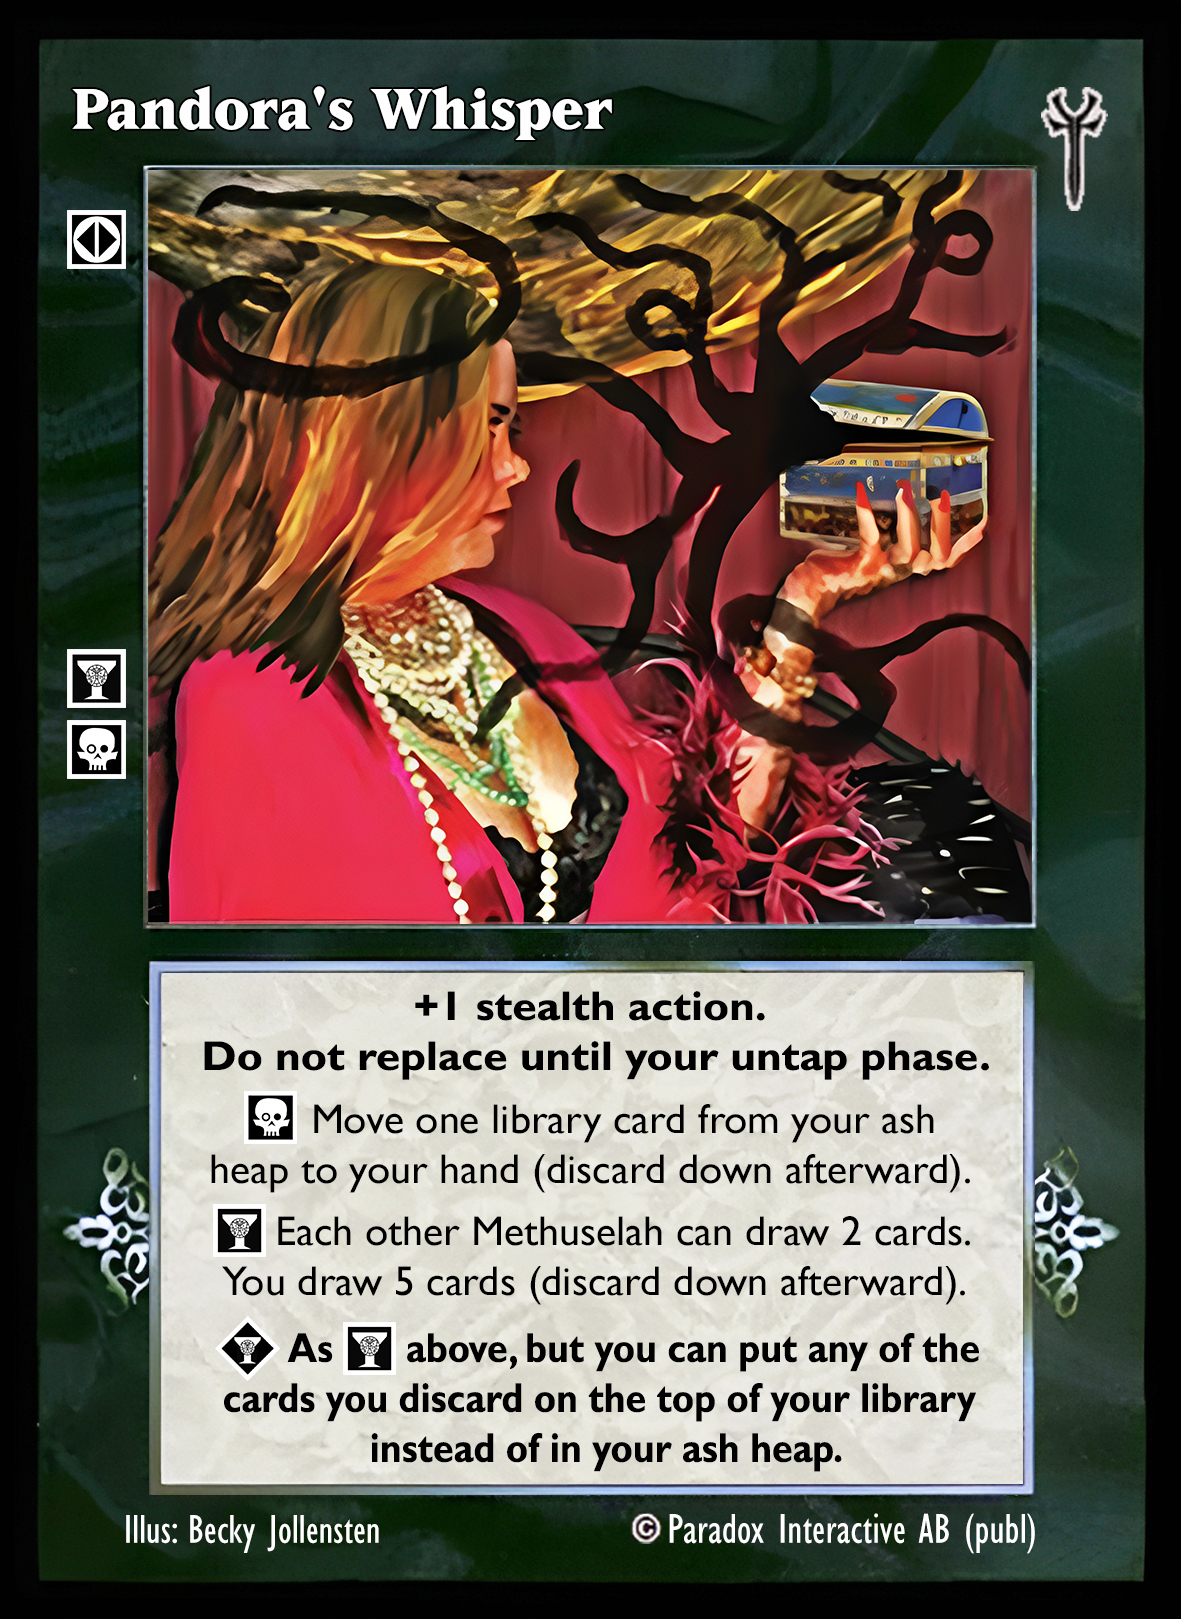 Pandora's Whisper
+1 stealth action.
Do not replace until your untap phase.
Move one library card from your ash
heap to your hand (discard down afterward).
Each other Methuselah can draw 2 cards.
You draw 5 cards (discard down afterward).
As above, but you can put any of the
cards you discard on the top of your library
instead of in your ash heap.
Illus: Becky Jollensten
© Paradox Interactive AB (publ)